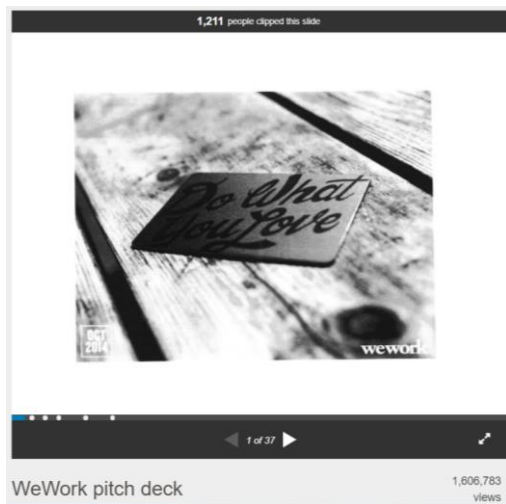 1,211 people clipped this slide
Do What
You Love
OCT
2014
wework
1 of 37
WeWork pitch deck
1,606,783
views